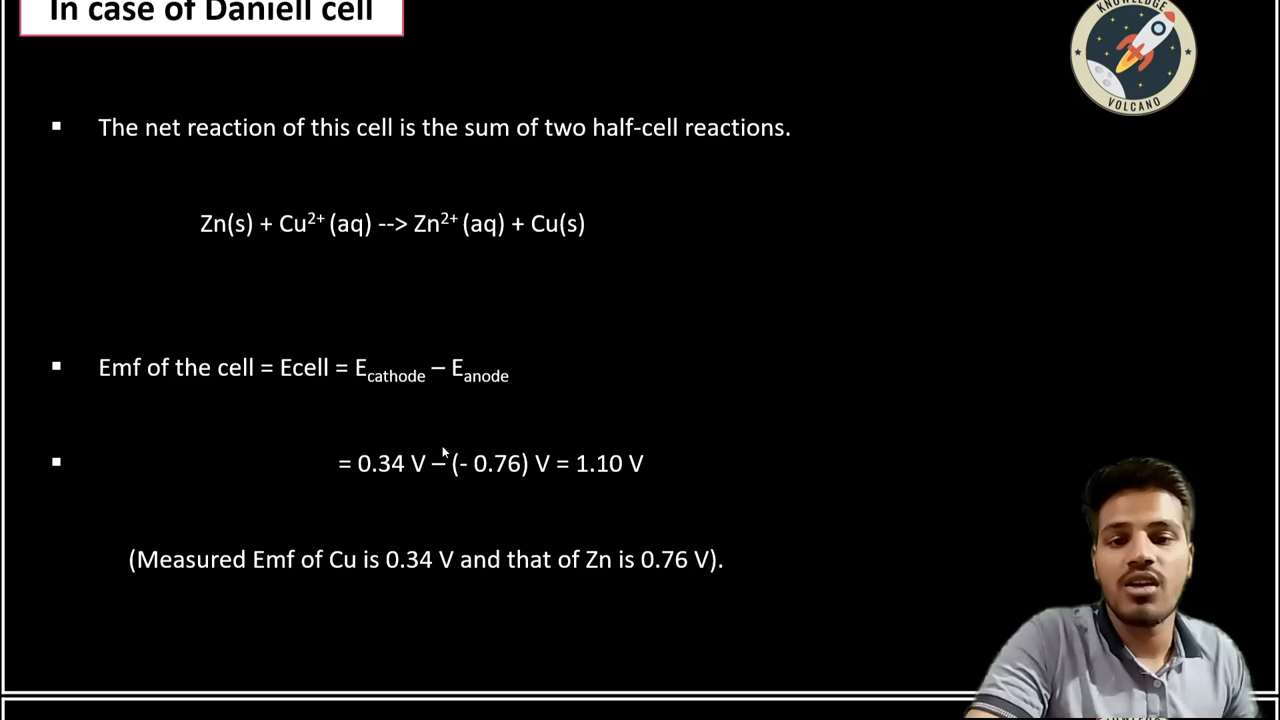 In case of Daniell cell
KNOWLEDGE
VOLCANO
▪ The net reaction of this cell is the sum of two half-cell reactions.
Zn(s) + Cu²⁺ (aq) --> Zn²⁺ (aq) + Cu(s)
▪ Emf of the cell = Ecell = E_cathode – E_anode
▪ = 0.34 V – (- 0.76) V = 1.10 V
(Measured Emf of Cu is 0.34 V and that of Zn is 0.76 V).